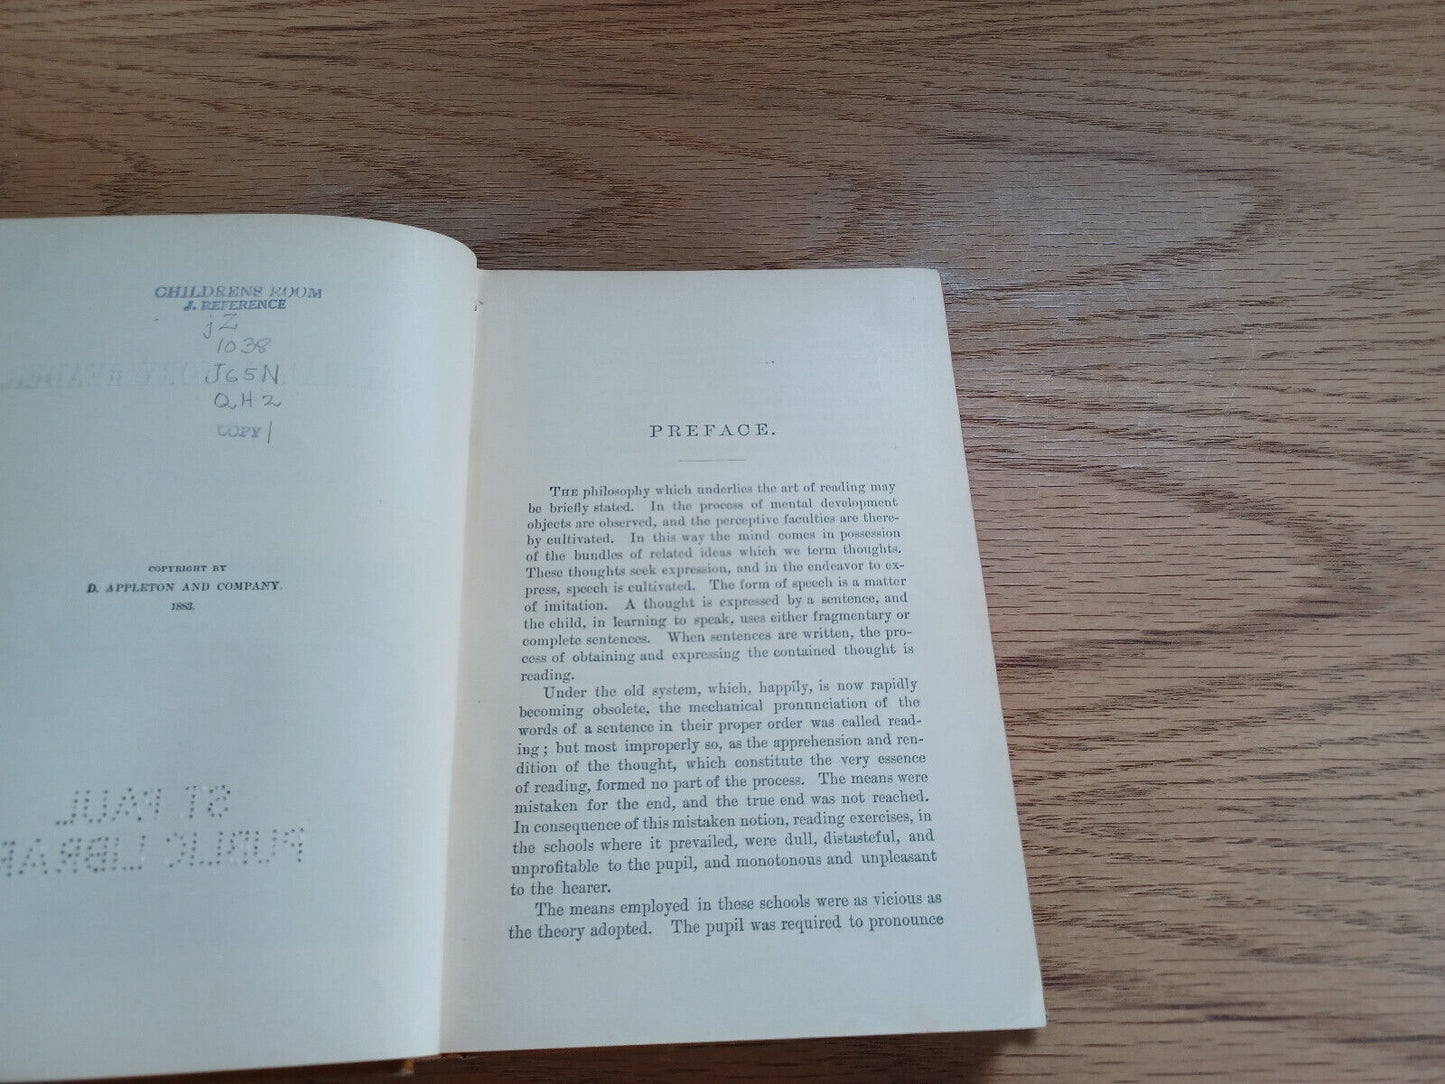 CHILDRENS ROOM
J. REFERENCE
jZ
1038
J65N
QH2
COPY 1
COPYRIGHT BY
D. APPLETON AND COMPANY.
1883.
ST. PAUL
PUBLIC LIBRAR
PREFACE.
THE philosophy which underlies the art of reading may
be briefly stated. In the process of mental development
objects are observed, and the perceptive faculties are there-
by cultivated. In this way the mind comes in possession
of the bundles of related ideas which we term thoughts.
These thoughts seek expression, and in the endeavor to ex-
press, speech is cultivated. The form of speech is a matter
of imitation. A thought is expressed by a sentence, and
the child, in learning to speak, uses either fragmentary or
complete sentences. When sentences are written, the pro-
cess of obtaining and expressing the contained thought is
reading.
Under the old system, which, happily, is now rapidly
becoming obsolete, the mechanical pronunciation of the
words of a sentence in their proper order was called read-
ing; but most improperly so, as the apprehension and ren-
dition of the thought, which constitute the very essence
of reading, formed no part of the process. The means were
mistaken for the end, and the true end was not reached.
In consequence of this mistaken notion, reading exercises, in
the schools where it prevailed, were dull, distasteful, and
unprofitable to the pupil, and monotonous and unpleasant
to the hearer.
The means employed in these schools were as vicious as
the theory adopted. The pupil was required to pronounce